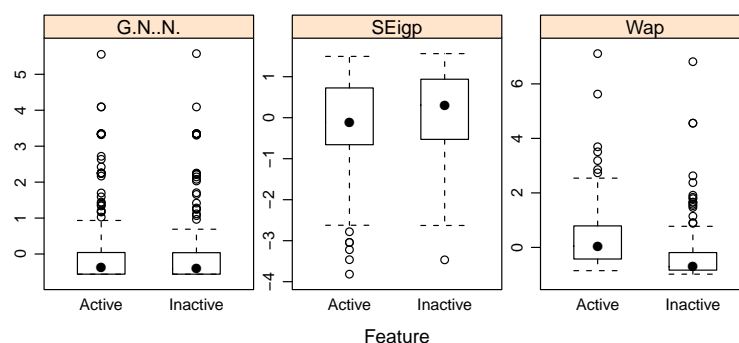 G.N..N.
SEigp
Wap
5
4
3
2
1
0
1
0
−1
−2
−3
−4
6
4
2
0
Active
Inactive
Active
Inactive
Active
Inactive
Feature